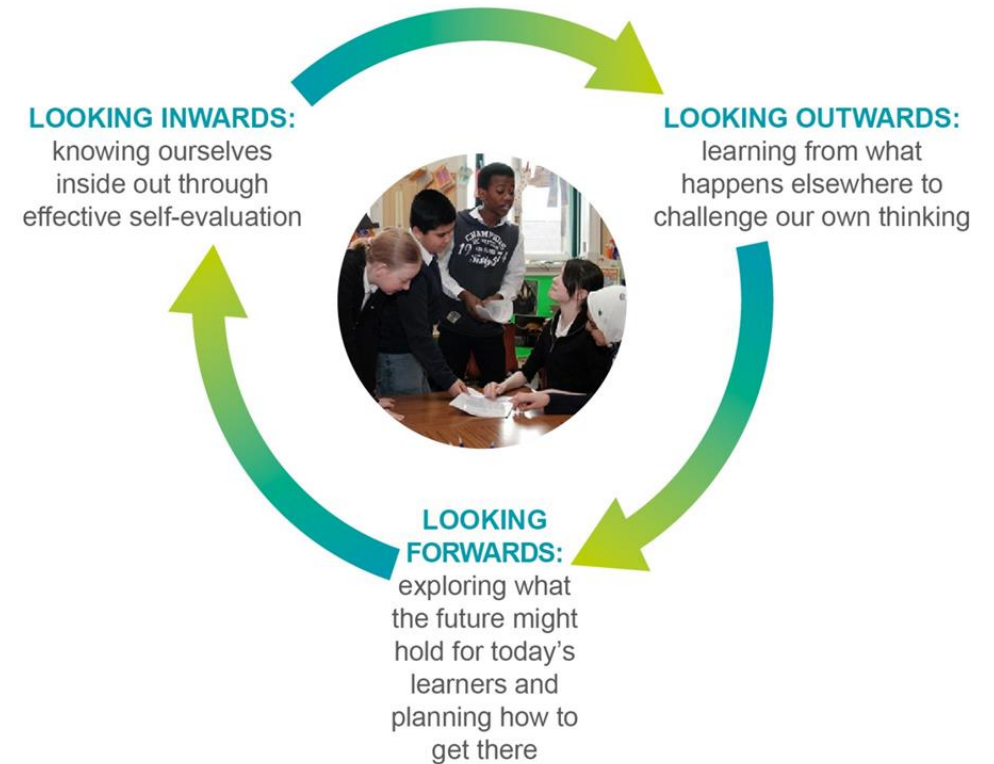 LOOKING INWARDS:
knowing ourselves
inside out through
effective self-evaluation
LOOKING OUTWARDS:
learning from what
happens elsewhere to
challenge our own thinking
CHAMPIONS
LOOKING
FORWARDS:
exploring what
the future might
hold for today’s
learners and
planning how to
get there